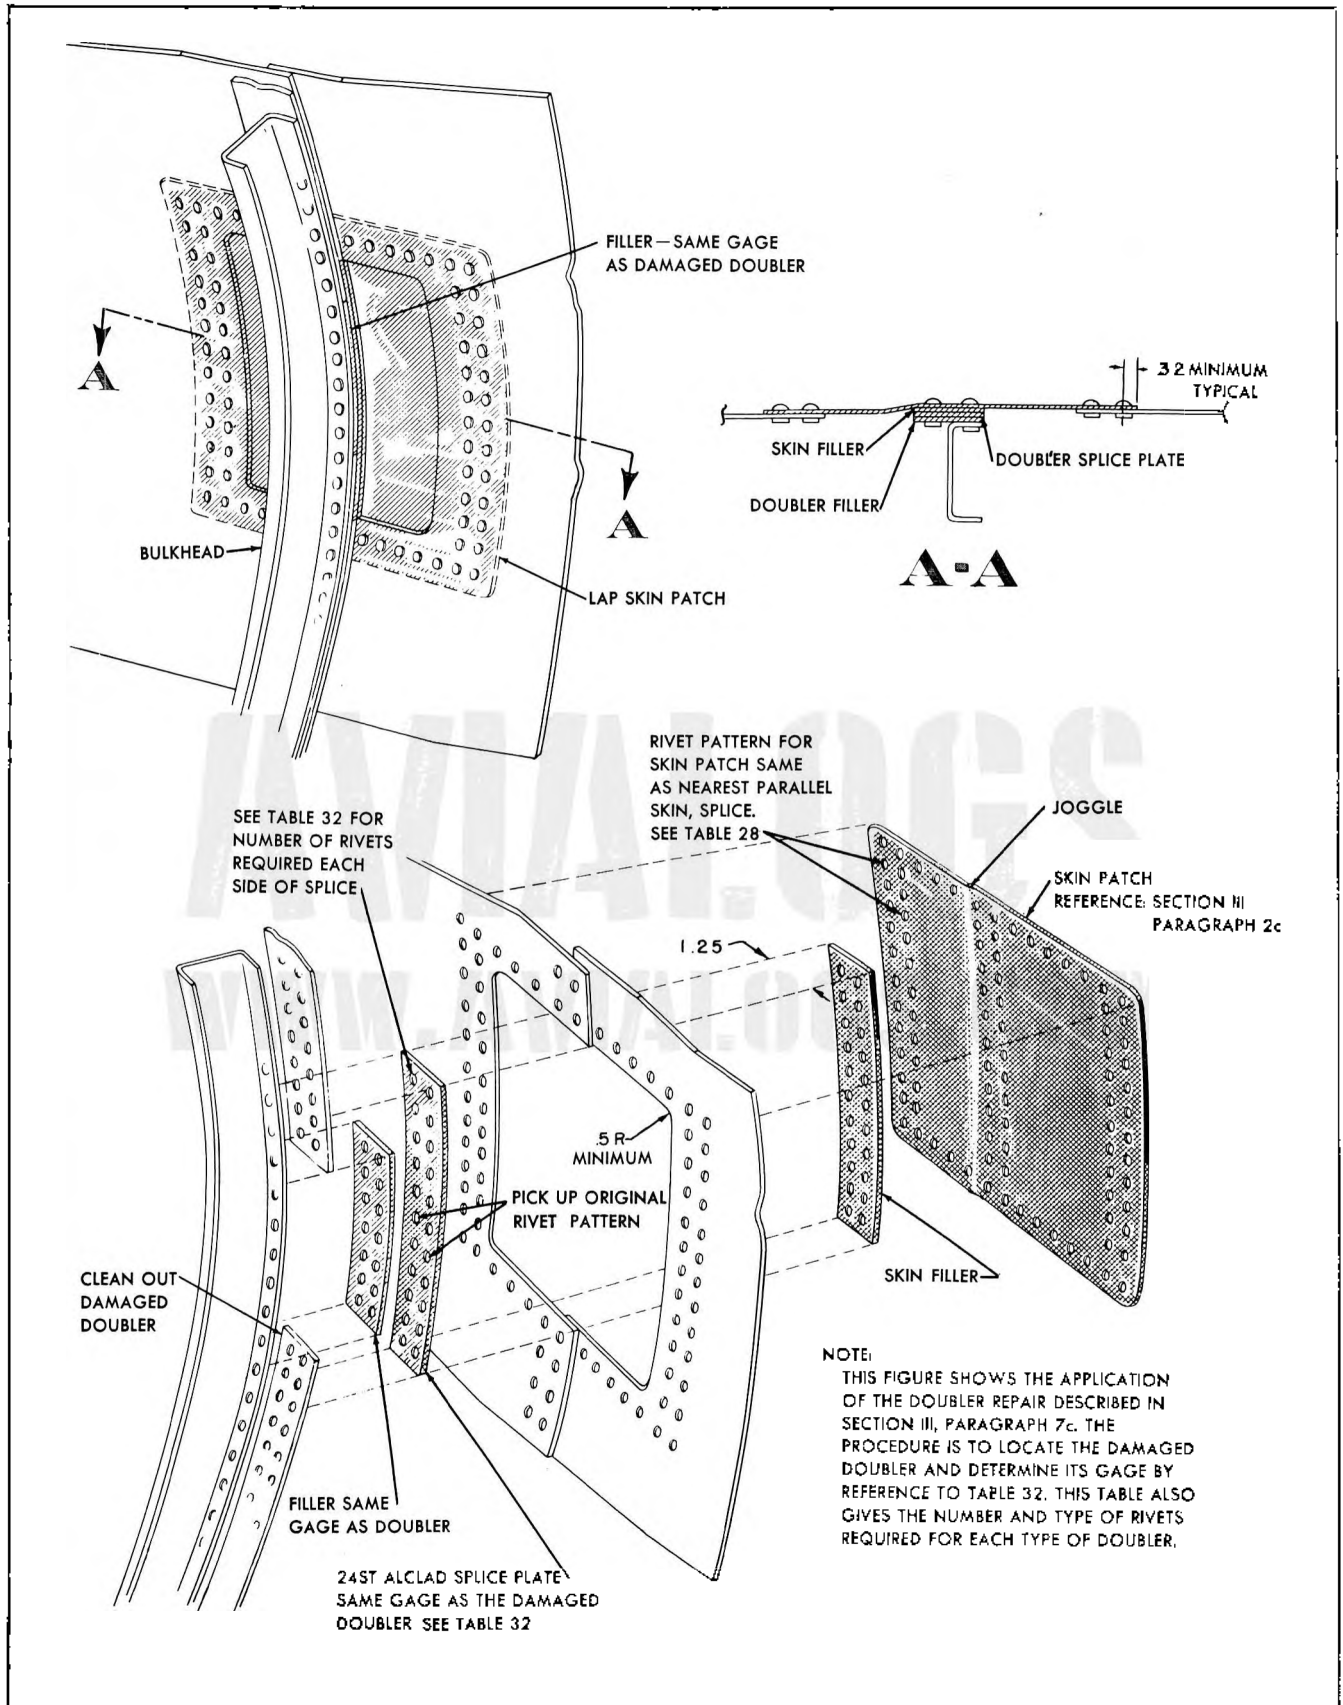 FILLER—SAME GAGE
AS DAMAGED DOUBLER
A
A
BULKHEAD
LAP SKIN PATCH
.32 MINIMUM
TYPICAL
SKIN FILLER
DOUBLER SPLICE PLATE
DOUBLER FILLER
A-A
RIVET PATTERN FOR
SKIN PATCH SAME
AS NEAREST PARALLEL
SKIN, SPLICE.
SEE TABLE 28
JOGGLE
SEE TABLE 32 FOR
NUMBER OF RIVETS
REQUIRED EACH
SIDE OF SPLICE
SKIN PATCH
REFERENCE: SECTION III
PARAGRAPH 2c
1.25
.5 R
MINIMUM
PICK UP ORIGINAL
RIVET PATTERN
CLEAN OUT
DAMAGED
DOUBLER
SKIN FILLER
FILLER SAME
GAGE AS DOUBLER
24ST ALCLAD SPLICE PLATE
SAME GAGE AS THE DAMAGED
DOUBLER SEE TABLE 32
NOTE:
THIS FIGURE SHOWS THE APPLICATION
OF THE DOUBLER REPAIR DESCRIBED IN
SECTION III, PARAGRAPH 7c. THE
PROCEDURE IS TO LOCATE THE DAMAGED
DOUBLER AND DETERMINE ITS GAGE BY
REFERENCE TO TABLE 32. THIS TABLE ALSO
GIVES THE NUMBER AND TYPE OF RIVETS
REQUIRED FOR EACH TYPE OF DOUBLER.
AVIALOGS